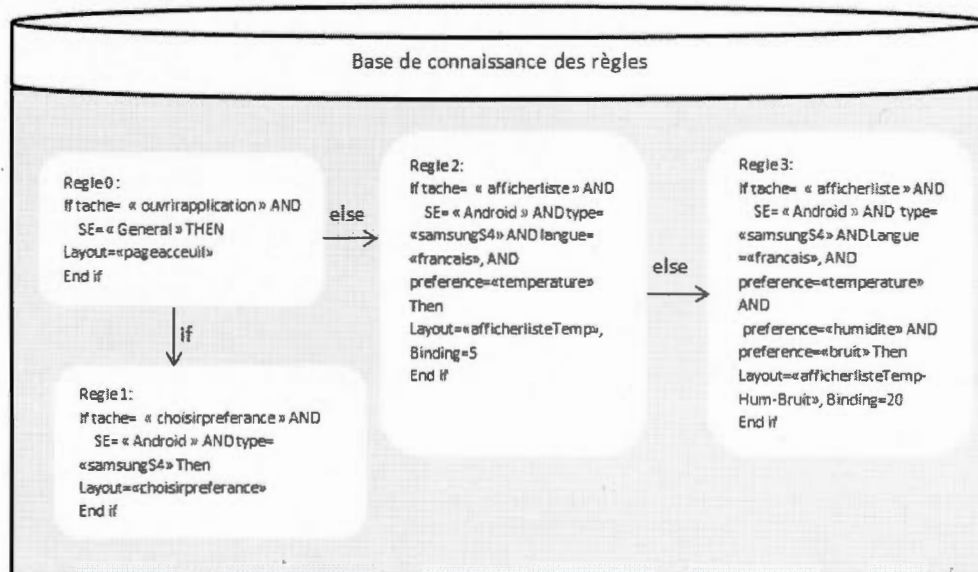 Base de connaissance des règles
Regle0:
If tache= « ouvrirapplication» AND
SE=« General» THEN
Layout=«pageacceuil»
End if
else
if
Regle1:
If tache= « choisirpreferance» AND
SE= « Android » AND type=
«samsungS4» Then
Layout=«choisirpreferance»
End if
Regle2:
If tache= « afficherliste» AND
SE= « Android » AND type=
«samsungS4» AND langue=
«francais», AND
preference=«temperature»
Then
Layout=«afficherlisteTemp»,
Binding=5
End if
else
Regle 3:
If tache= « afficherliste» AND
SE= « Android » AND type=
«samsungS4» AND Langue
=«francais», AND
preference=«temperature»
AND
preference=«humidite» AND
preference=«bruit» Then
Layout=«afficherlisteTemp-
Hum-Bruit», Binding=20
End if